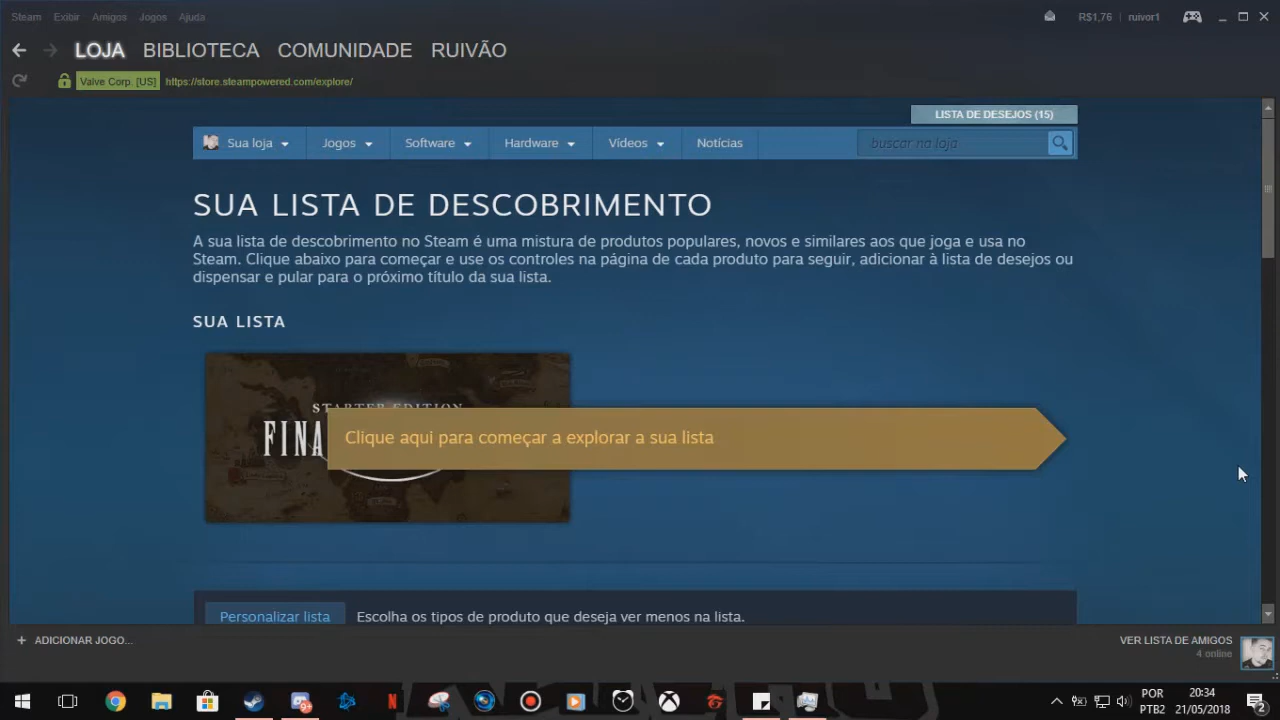 Steam Exibir Amigos Jogos Ajuda
R$1,76 ruivor1
LOJA BIBLIOTECA COMUNIDADE RUIVÃO
Valve Corp. [US] https://store.steampowered.com/explore/
LISTA DE DESEJOS (15)
Sua loja Jogos Software Hardware Vídeos Notícias buscar na loja
SUA LISTA DE DESCOBRIMENTO
A sua lista de descobrimento no Steam é uma mistura de produtos populares, novos e similares aos que joga e usa no
Steam. Clique abaixo para começar e use os controles na página de cada produto para seguir, adicionar à lista de desejos ou
dispensar e pular para o próximo título da sua lista.
SUA LISTA
STARTER EDITION
FINA
Clique aqui para começar a explorar a sua lista
Personalizar lista Escolha os tipos de produto que deseja ver menos na lista.
+ ADICIONAR JOGO...
VER LISTA DE AMIGOS
4 online
POR 20:34
PTB2 21/05/2018
9+
2